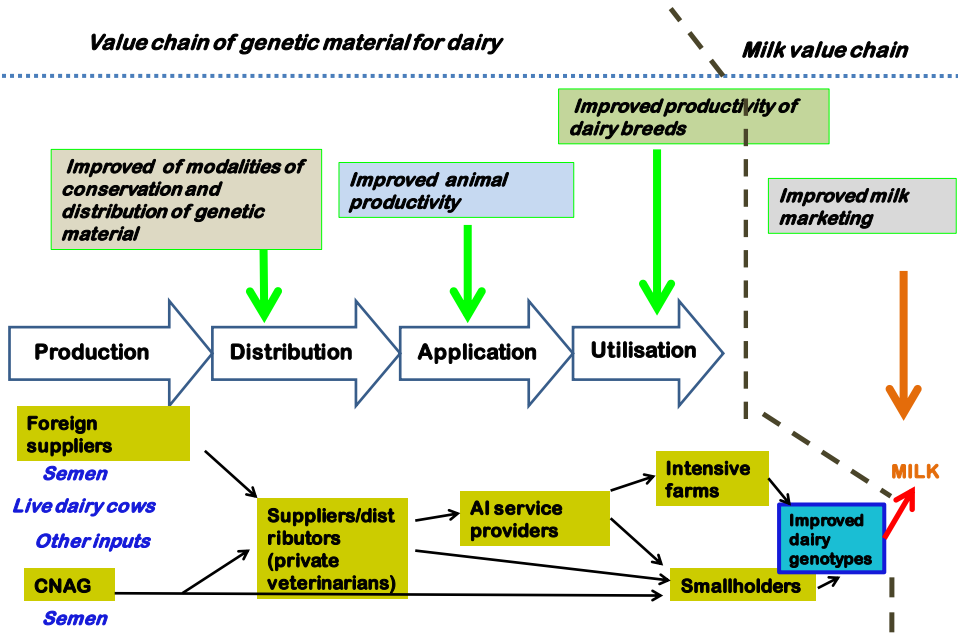 Value chain of genetic material for dairy
Milk value chain
Improved productivity of
dairy breeds
Improved of modalities of
conservation and
distribution of genetic
material
Improved animal
productivity
Improved milk
marketing
Production
Distribution
Application
Utilisation
Foreign
suppliers
Semen
Live dairy cows
Other inputs
CNAG
Semen
Suppliers/dist
ributors
(private
veterinarians)
AI service
providers
Intensive
farms
Smallholders
Improved
dairy
genotypes
MILK